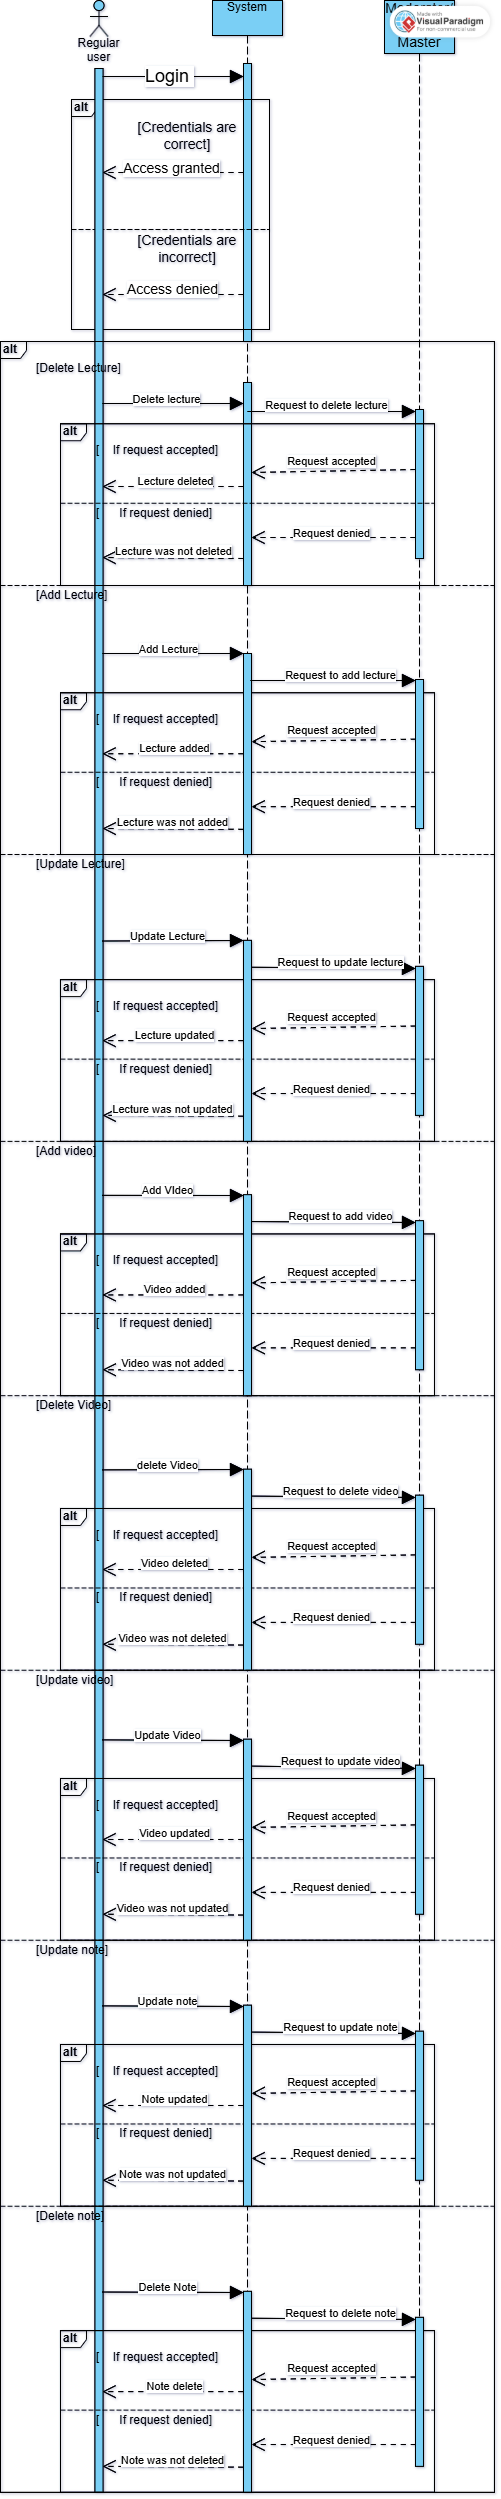 System
Made with
VisualParadigm
For non-commercial use
Master
Regular
user
Login
alt
[Credentials are
correct]
Access granted
[Credentials are
incorrect]
Access denied
alt
[Delete Lecture]
Delete lecture
Request to delete lecture
alt
[ If request accepted]
Request accepted
Lecture deleted
[ If request denied]
Request denied
Lecture was not deleted
[Add Lecture]
Add Lecture
Request to add lecture
alt
[ If request accepted]
Request accepted
Lecture added
[ If request denied]
Request denied
Lecture was not added
[Update Lecture]
Update Lecture
Request to update lecture
alt
[ If request accepted]
Request accepted
Lecture updated
[ If request denied]
Request denied
Lecture was not updated
[Add video]
Add VIdeo
Request to add video
alt
[ If request accepted]
Request accepted
Video added
[ If request denied]
Request denied
Video was not added
[Delete Video]
delete Video
Request to delete video
alt
[ If request accepted]
Request accepted
Video deleted
[ If request denied]
Request denied
Video was not deleted
[Update video]
Update Video
Request to update video
alt
[ If request accepted]
Request accepted
Video updated
[ If request denied]
Request denied
Video was not updated
[Update note]
Update note
Request to update note
alt
[ If request accepted]
Request accepted
Note updated
[ If request denied]
Request denied
Note was not updated
[Delete note]
Delete Note
Request to delete note
alt
[ If request accepted]
Request accepted
Note delete
[ If request denied]
Request denied
Note was not deleted